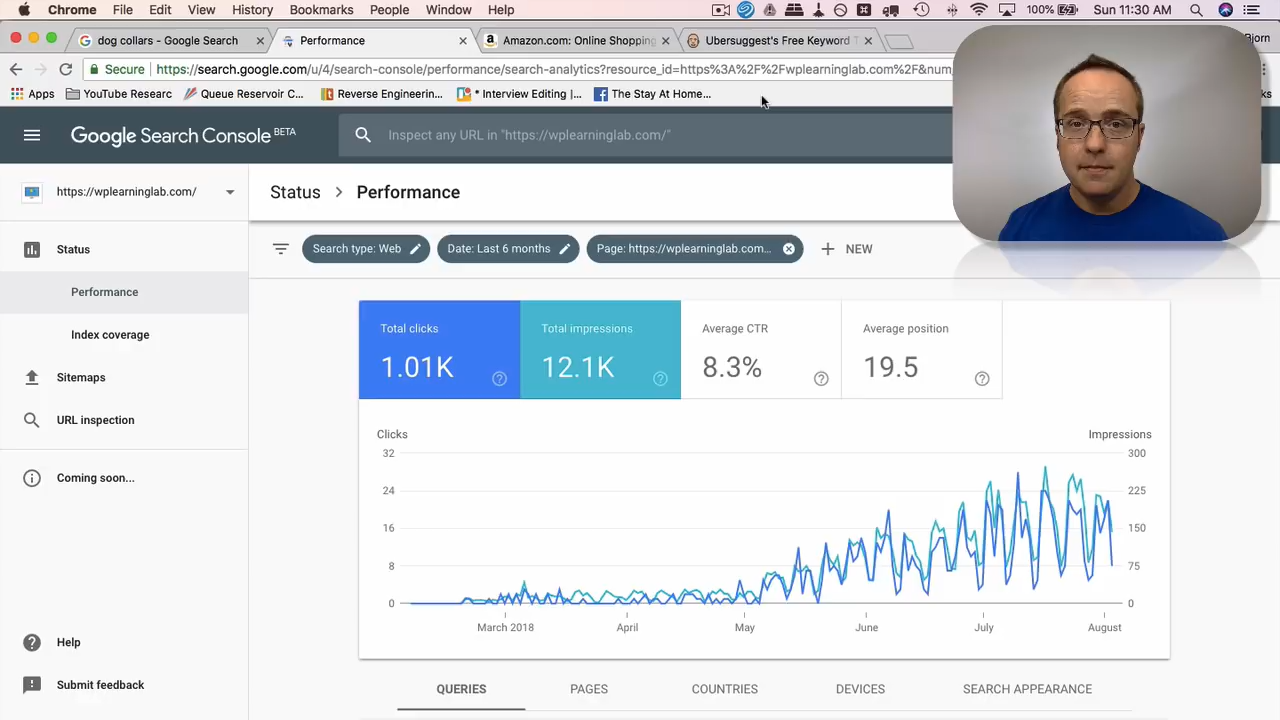 Chrome File Edit View History Bookmarks People Window Help 100% Sun 11:30 AM
dog collars - Google Search Performance Amazon.com: Online Shopping Ubersuggest's Free Keyword T Bjorn
Secure https://search.google.com/u/4/search-console/performance/search-analytics?resource_id=https%3A%2F%2Fwplearninglab.com%2F&num
Apps YouTube Researc Queue Reservoir C... Reverse Engineerin... * Interview Editing |... The Stay At Home...
Google Search Console BETA Inspect any URL in "https://wplearninglab.com/"
https://wplearninglab.com/ Status > Performance
Status
Search type: Web Date: Last 6 months Page: https://wplearninglab.com... NEW
Performance
Index coverage
Sitemaps
URL inspection
Coming soon...
Help
Submit feedback
Total clicks Total impressions Average CTR Average position
1.01K 12.1K 8.3% 19.5
Clicks Impressions
32 300
24 225
16 150
8 75
0 0
March 2018 April May June July August
QUERIES PAGES COUNTRIES DEVICES SEARCH APPEARANCE